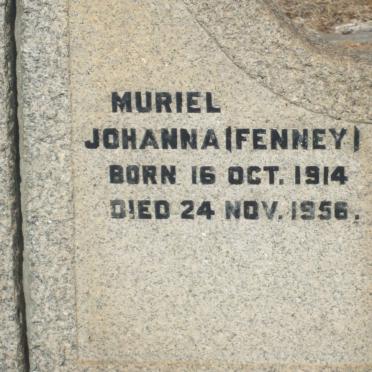 MURIEL
JOHANNA (FENNEY)
BORN 16 OCT. 1914
DIED 24 NOV. 1956.